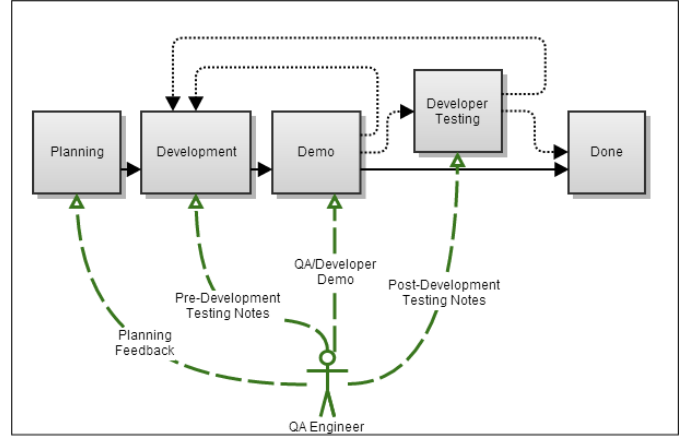 Developer
Testing
Planning
Development
Demo
Done
QA/Developer
Demo
Pre-Development
Testing Notes
Post-Development
Testing Notes
Planning
Feedback
QA Engineer